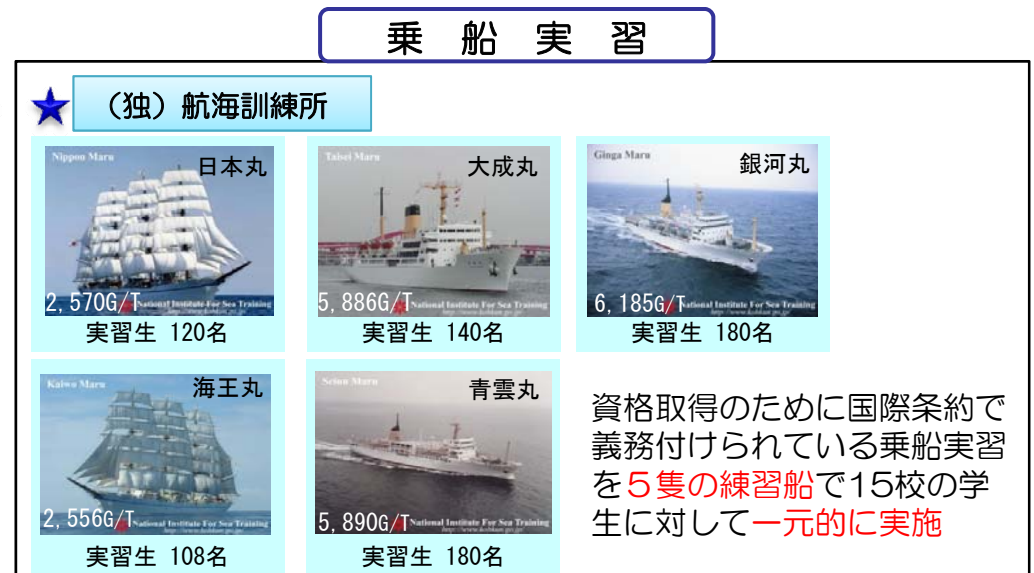 乗 船 実 習
（独）航海訓練所
Nippon Maru
日本丸
2,570G/T
National Institute For Sea Training
実習生 120名
Taisei Maru
大成丸
5,886G/T
National Institute For Sea Training
実習生 140名
Ginga Maru
銀河丸
6,185G/T
National Institute For Sea Training
実習生 180名
Kaiwo Maru
海王丸
2,556G/T
National Institute For Sea Training
実習生 108名
Seiun Maru
青雲丸
5,890G/T
National Institute For Sea Training
実習生 180名
資格取得のために国際条約で
義務付けられている乗船実習
を５隻の練習船で15校の学
生に対して一元的に実施